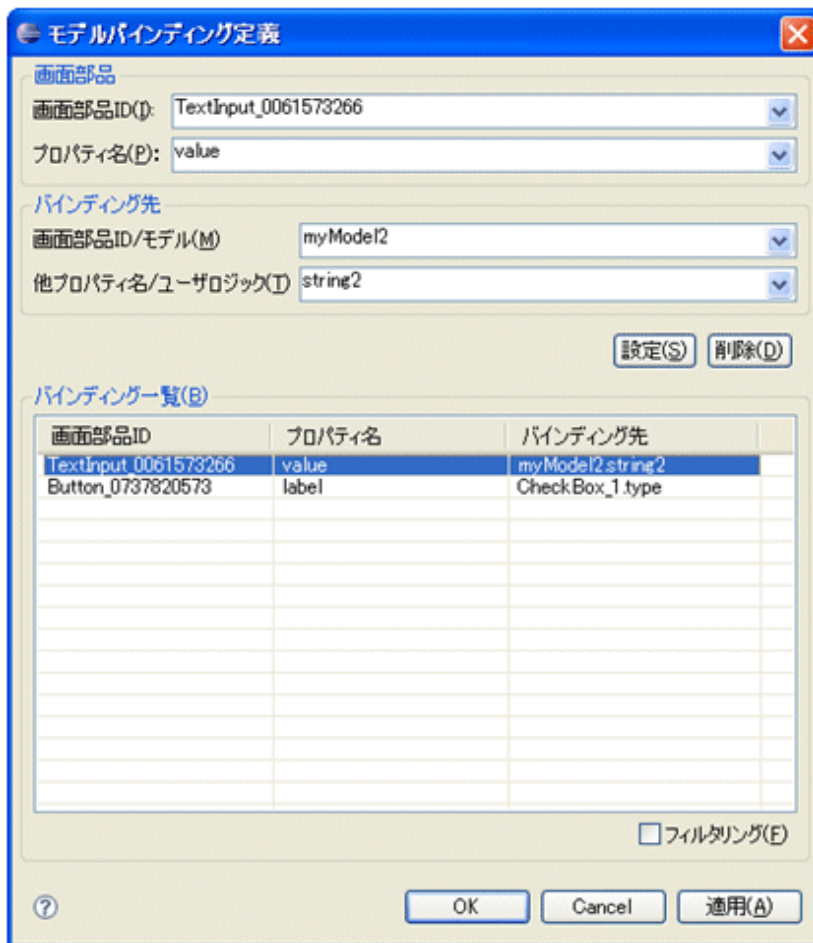 モデルバインディング定義
画面部品
画面部品ID(I): TextInput_0061573266
プロパティ名(P): value
バインディング先
画面部品ID/モデル(M) myModel2
他プロパティ名/ユーザロジック(T) string2
設定(S) 削除(D)
バインディング一覧(B)
画面部品ID プロパティ名 バインディング先
TextInput_0061573266 value myModel2.string2
Button_0737820573 label CheckBox_1.type
フィルタリング(F)
? OK Cancel 適用(A)